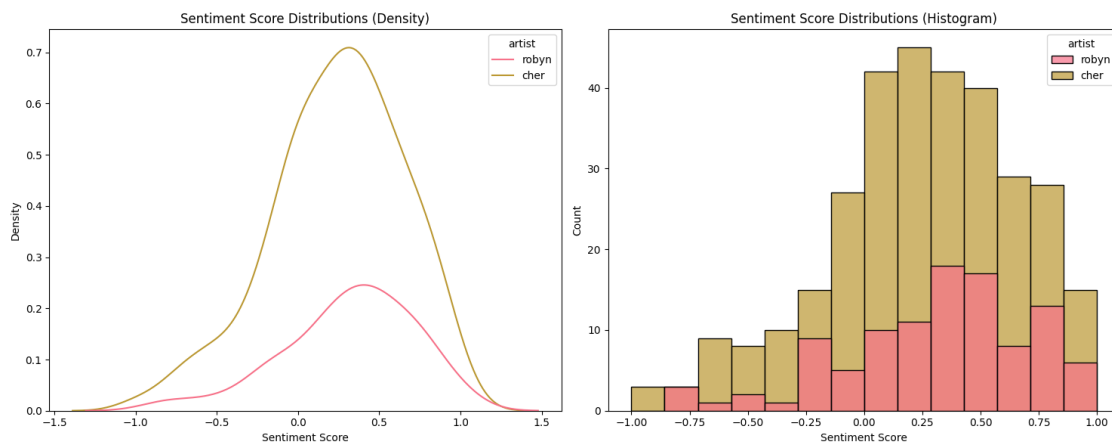 Sentiment Score Distributions (Density)
artist
robyn
cher
0.7
0.6
0.5
0.4
0.3
0.2
0.1
0.0
Density
−1.5 −1.0 −0.5 0.0 0.5 1.0 1.5
Sentiment Score
Sentiment Score Distributions (Histogram)
artist
robyn
cher
40
30
20
10
0
Count
−1.00 −0.75 −0.50 −0.25 0.00 0.25 0.50 0.75 1.00
Sentiment Score